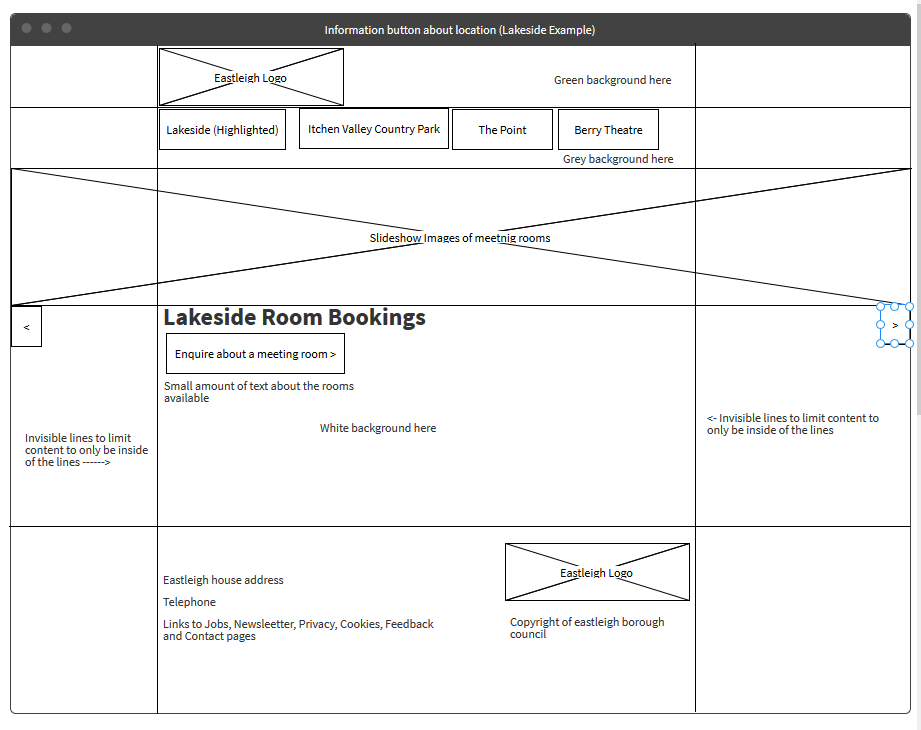 Information button about location (Lakeside Example)
Eastleigh Logo
Green background here
Lakeside (Highlighted)
Itchen Valley Country Park
The Point
Berry Theatre
Grey background here
Slideshow Images of meetnig rooms
<
Lakeside Room Bookings
>
Enquire about a meeting room >
Small amount of text about the rooms
available
White background here
<- Invisible lines to limit content to
only be inside of the lines
Invisible lines to limit
content to only be inside
of the lines ------>
Eastleigh house address
Telephone
Links to Jobs, Newsleetter, Privacy, Cookies, Feedback
and Contact pages
Eastleigh Logo
Copyright of eastleigh borough
council